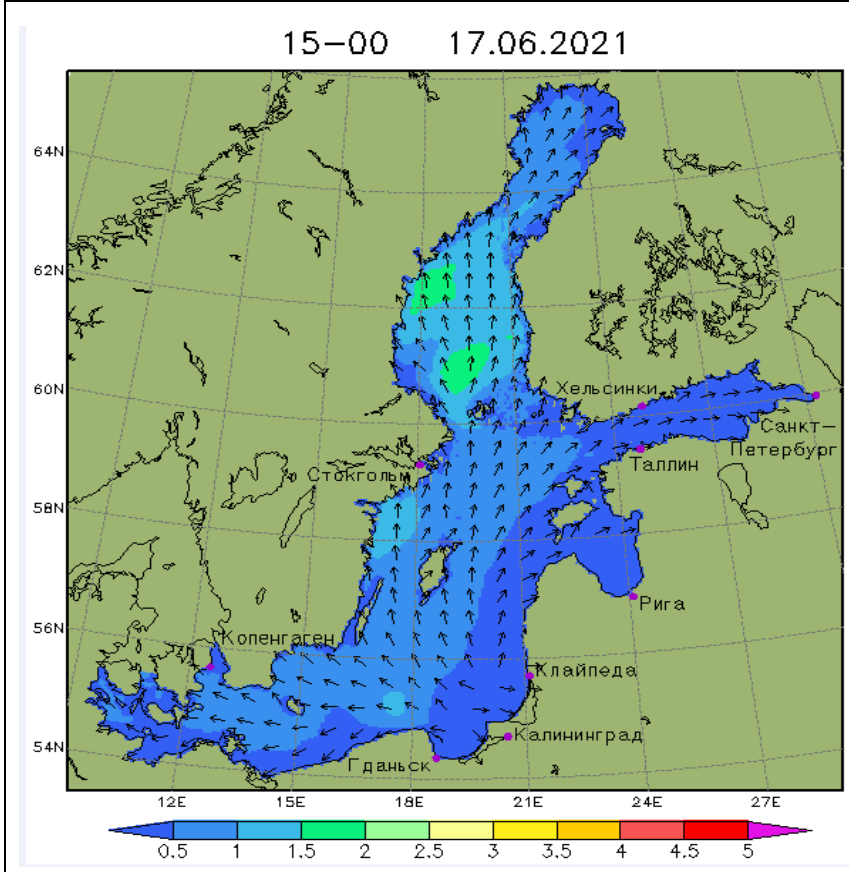 15-00 17.06.2021
64N
62N
60N
Хельсинки
Санкт-
Петербург
Стокгольм
Таллин
58N
Рига
56N
Копенгаген
Клайпеда
Калининград
54N
Гданьск
12E 15E 18E 21E 24E 27E
0.5 1 1.5 2 2.5 3 3.5 4 4.5 5